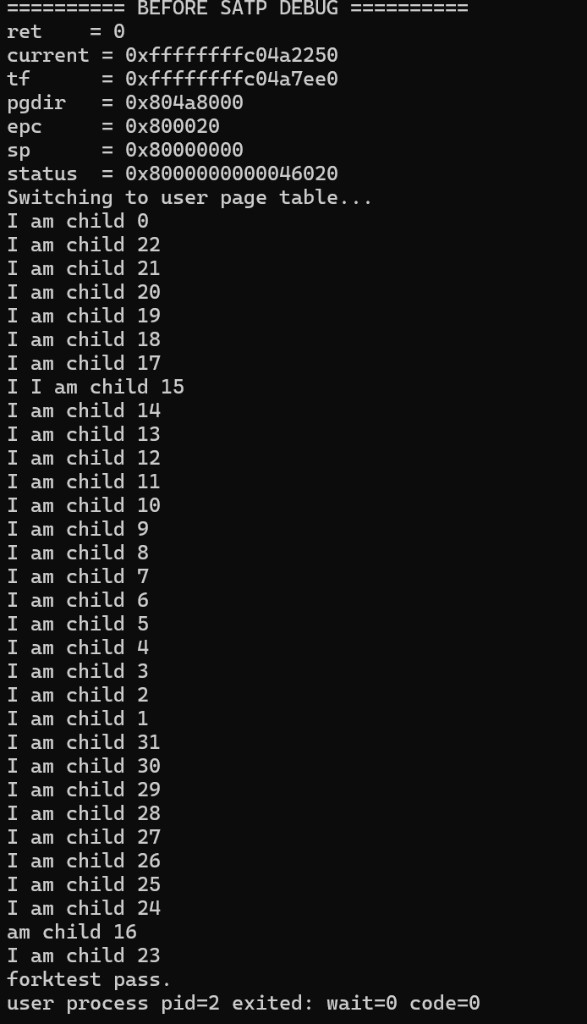 ========== BEFORE SATP DEBUG ==========
ret    = 0
current = 0xffffffffc04a2250
tf      = 0xffffffffc04a7ee0
pgdir   = 0x804a8000
epc     = 0x800020
sp      = 0x80000000
status  = 0x8000000000046020
Switching to user page table...
I am child 0
I am child 22
I am child 21
I am child 20
I am child 19
I am child 18
I am child 17
I I am child 15
I am child 14
I am child 13
I am child 12
I am child 11
I am child 10
I am child 9
I am child 8
I am child 7
I am child 6
I am child 5
I am child 4
I am child 3
I am child 2
I am child 1
I am child 31
I am child 30
I am child 29
I am child 28
I am child 27
I am child 26
I am child 25
I am child 24
am child 16
I am child 23
forktest pass.
user process pid=2 exited: wait=0 code=0